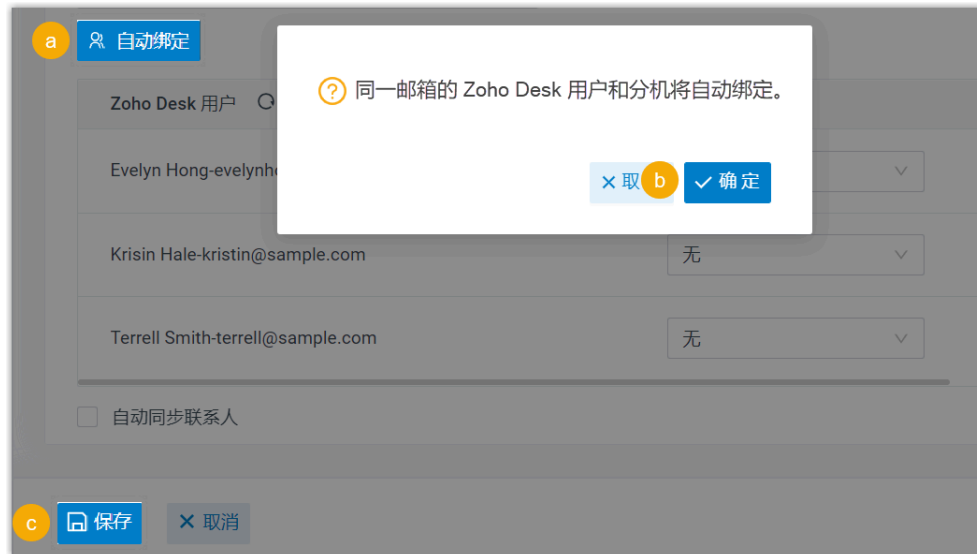 a
自动绑定
同一邮箱的 Zoho Desk 用户和分机将自动绑定。
Zoho Desk 用户
取
b
确定
Evelyn Hong-evelynh
Krisin Hale-kristin@sample.com
无
Terrell Smith-terrell@sample.com
无
自动同步联系人
c
保存
取消